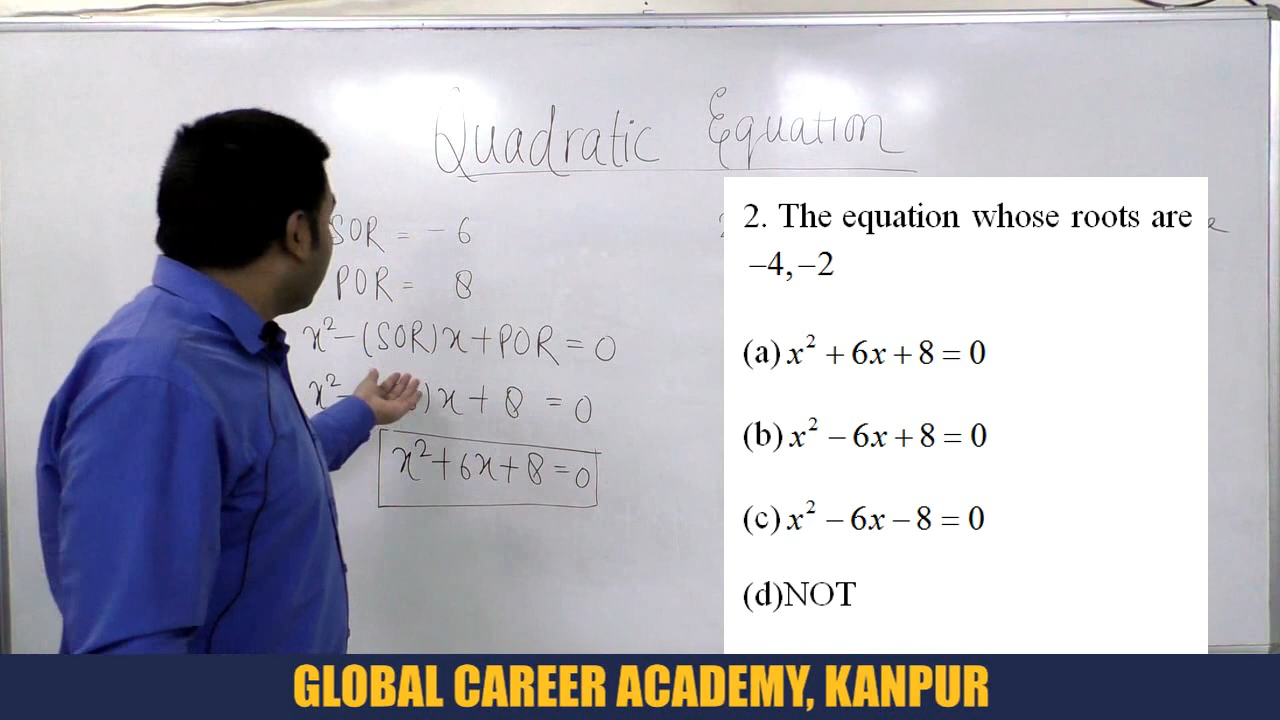 Quadratic Equation
SOR = -6
POR = 8
x² - (SOR)x + POR = 0
x² - )x + 8 = 0
x² + 6x + 8 = 0
2. The equation whose roots are
–4, –2
(a) x² + 6x + 8 = 0
(b) x² − 6x + 8 = 0
(c) x² − 6x − 8 = 0
(d)NOT
GLOBAL CAREER ACADEMY, KANPUR